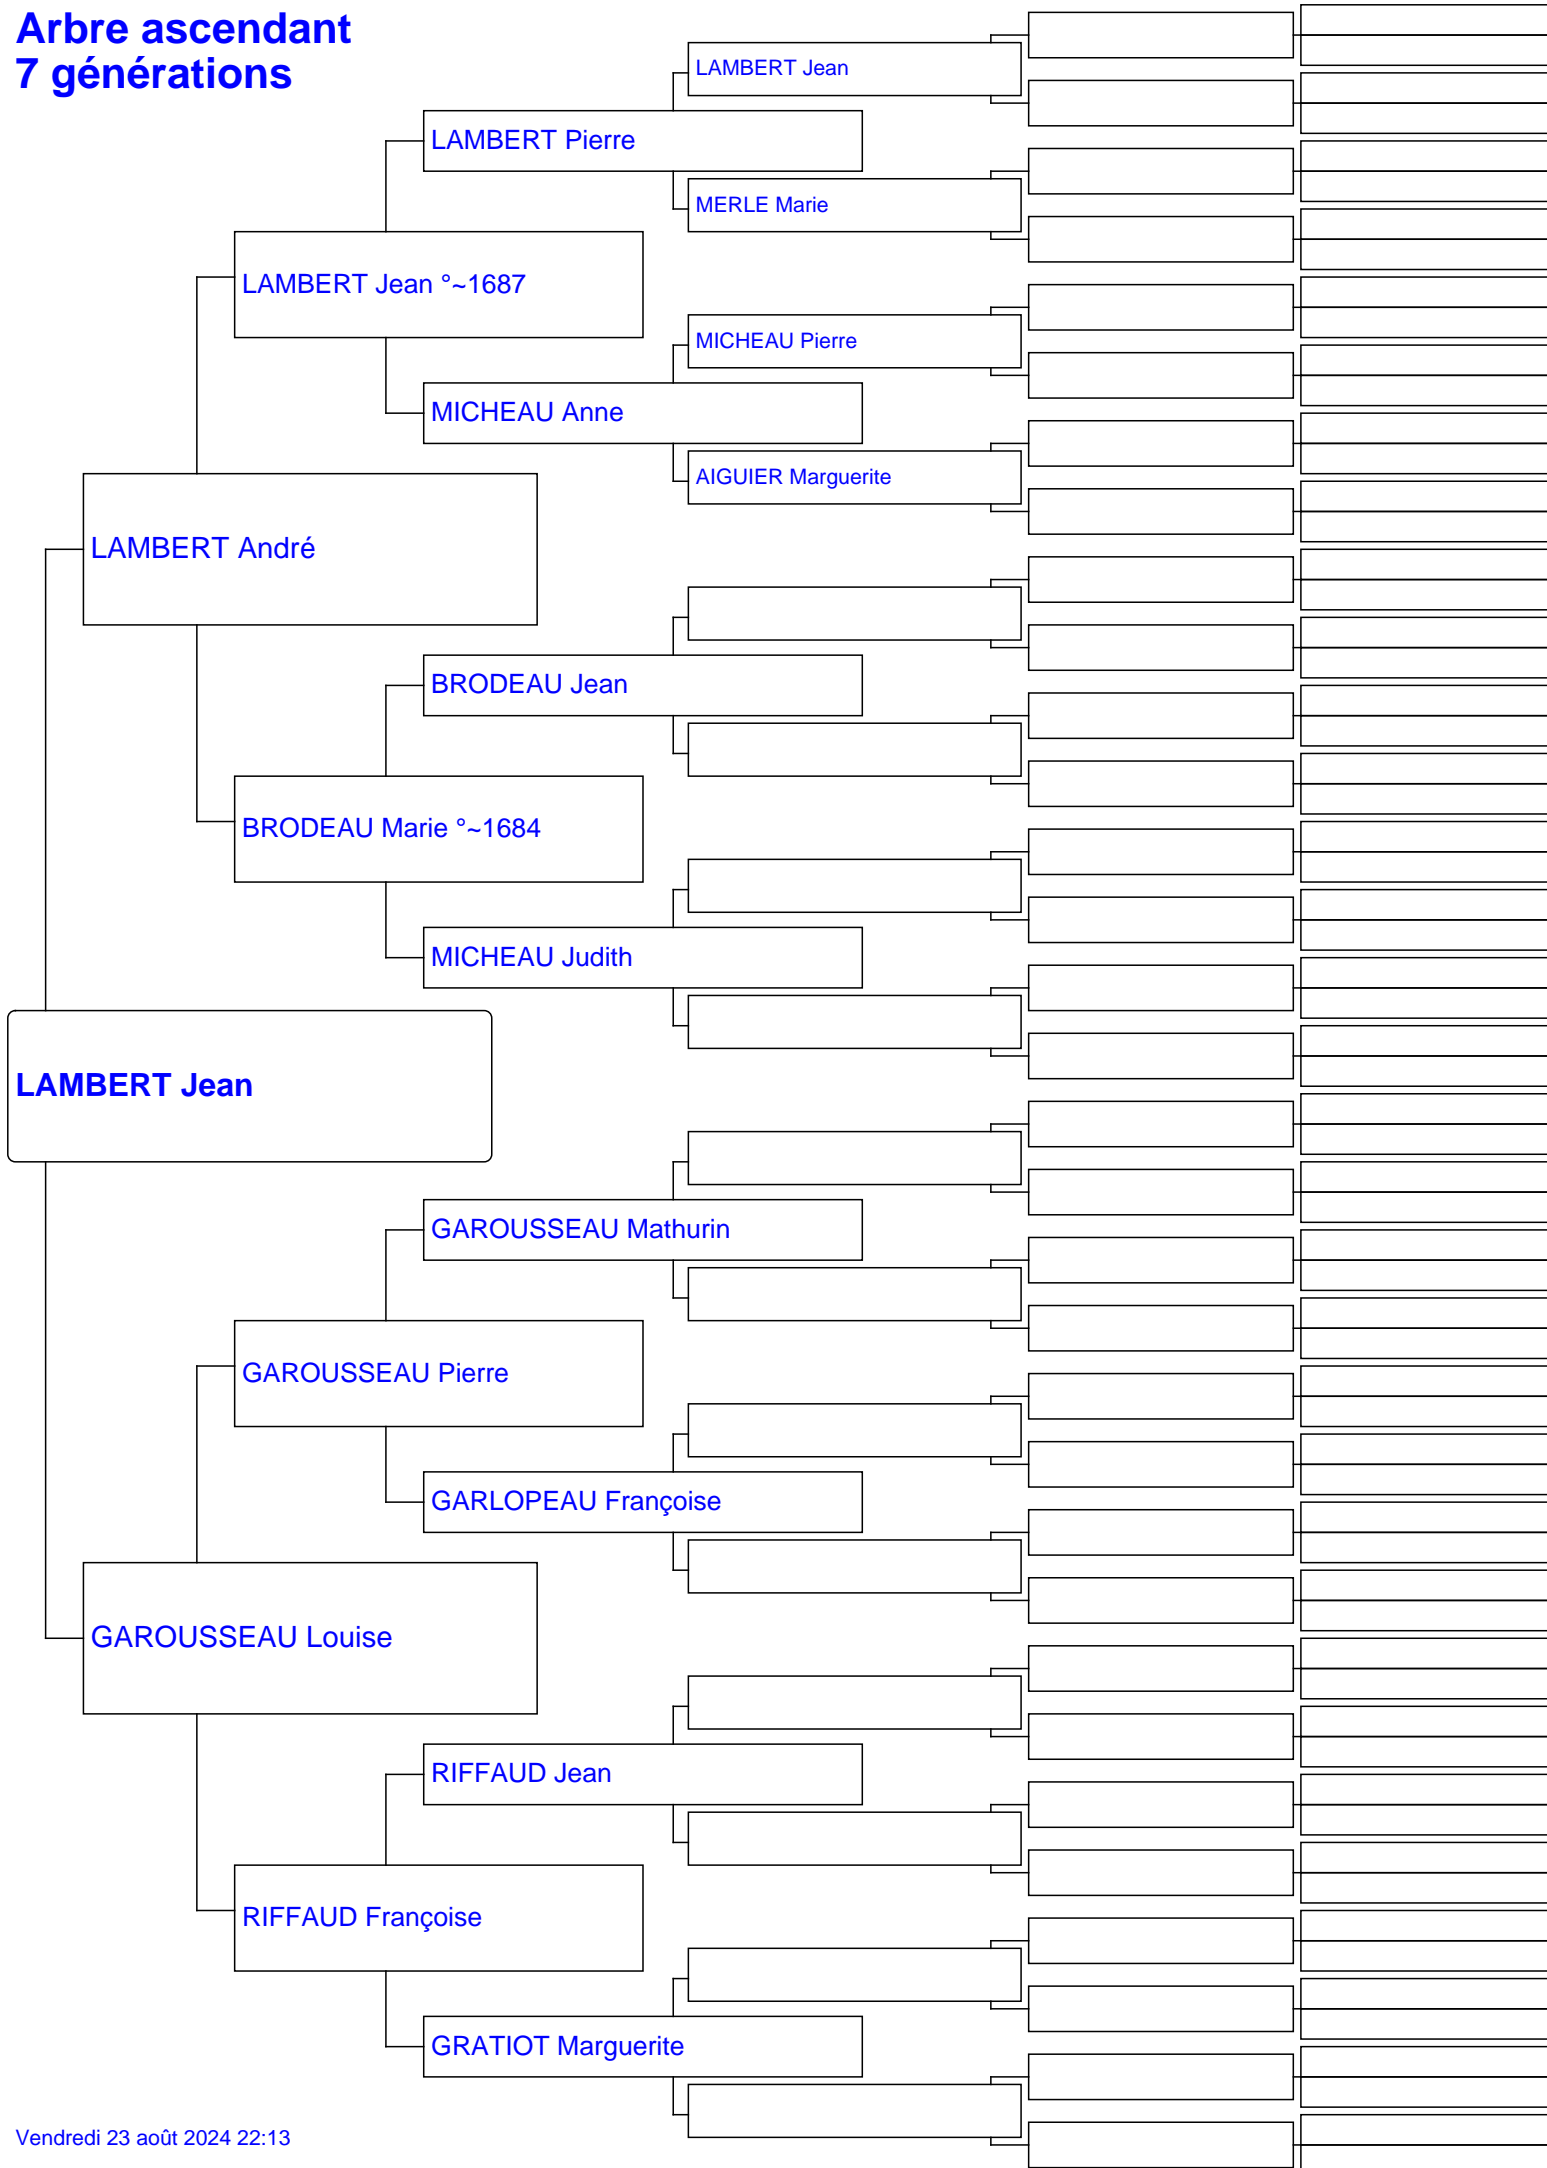 Arbre ascendant
7 générations
LAMBERT Jean
LAMBERT Pierre
MERLE Marie
LAMBERT Jean °~1687
MICHEAU Pierre
MICHEAU Anne
AIGUIER Marguerite
LAMBERT André
BRODEAU Jean
BRODEAU Marie °~1684
MICHEAU Judith
LAMBERT Jean
GAROUSSEAU Mathurin
GAROUSSEAU Pierre
GARLOPEAU Françoise
GAROUSSEAU Louise
RIFFAUD Jean
RIFFAUD Françoise
GRATIOT Marguerite
Vendredi 23 août 2024 22:13